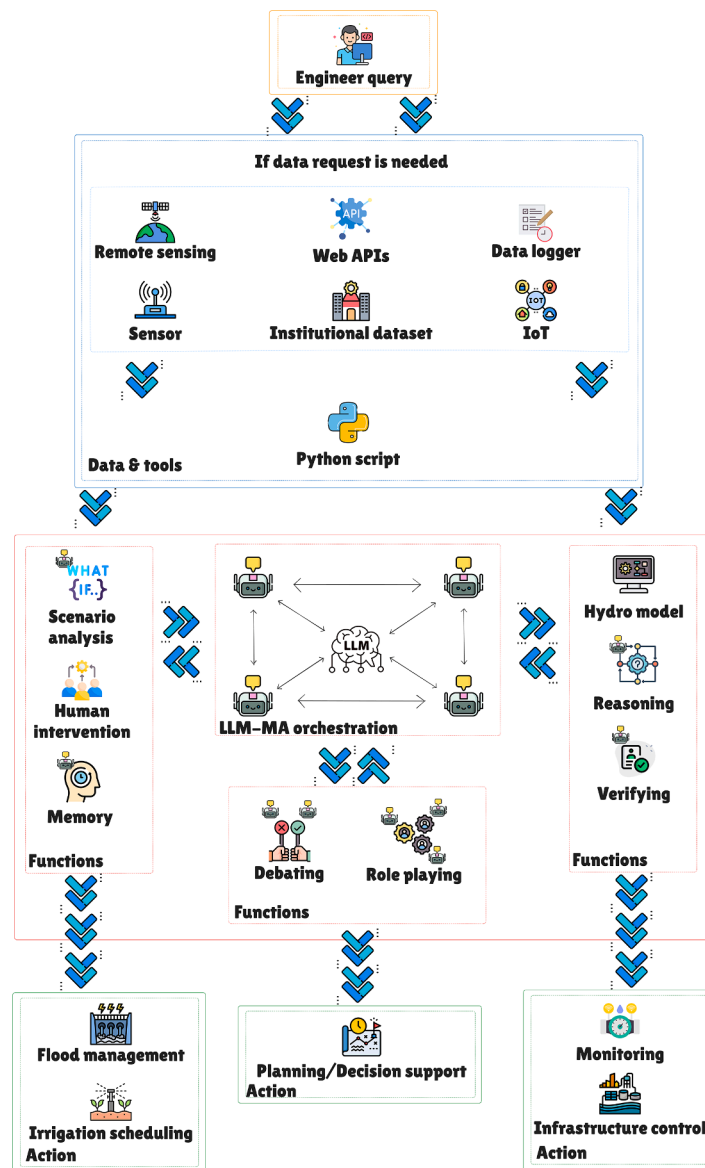 Engineer query
If data request is needed
API
Remote sensing
Web APIs
Data logger
IOT
Sensor
Institutional dataset
IoT
Python script
Data & tools
WHAT
{IF..}
Scenario
analysis
Human
intervention
Memory
Functions
LLM
LLM-MA orchestration
Debating
Role playing
Functions
Hydro model
?
Reasoning
Verifying
Functions
Flood management
Irrigation scheduling
Action
Planning/Decision support
Action
Monitoring
Infrastructure control
Action